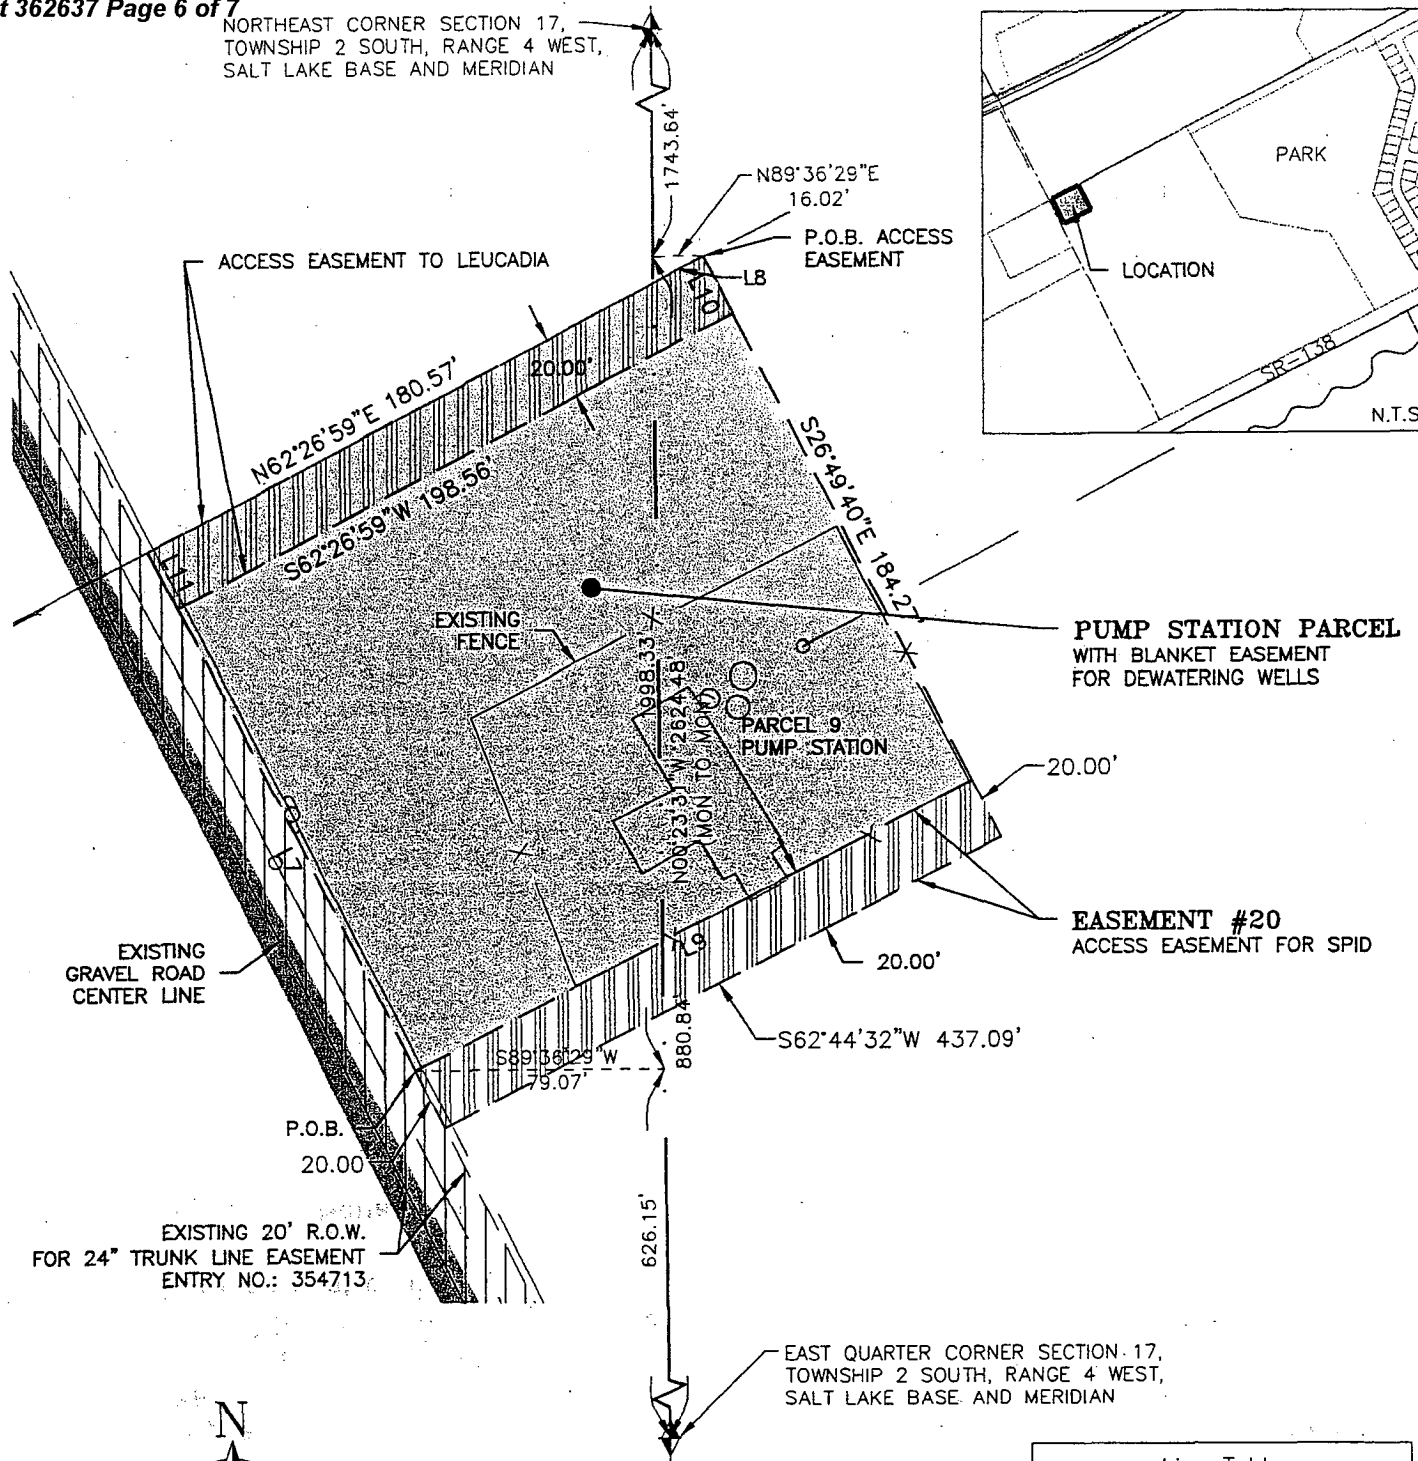 t 362637 Page 6 of 7
NORTHEAST CORNER SECTION 17,
TOWNSHIP 2 SOUTH, RANGE 4 WEST,
SALT LAKE BASE AND MERIDIAN
1743.64'
N89°36'29"E
16.02'
P.O.B. ACCESS
EASEMENT
PARK
LOCATION
SR-138
N.T.S
ACCESS EASEMENT TO LEUCADIA
L8
L10
20.00'
N62°26'59"E 180.57'
S62°26'59"W 198.56'
L11
S26°49'40"E 184.27'
EXISTING
FENCE
PUMP STATION PARCEL
WITH BLANKET EASEMENT
FOR DEWATERING WELLS
1998.33'
N00°23'31"W 2624.48
(MON TO MON)
PARCEL 9
PUMP STATION
20.00'
L7
EASEMENT #20
ACCESS EASEMENT FOR SPID
L9
20.00'
EXISTING
GRAVEL ROAD
CENTER LINE
880.84'
S62°44'32"W 437.09'
S89°36'29"W
79.07'
P.O.B.
20.00
EXISTING 20' R.O.W.
FOR 24" TRUNK LINE EASEMENT
ENTRY NO.: 354713
626.15'
EAST QUARTER CORNER SECTION 17,
TOWNSHIP 2 SOUTH, RANGE 4 WEST,
SALT LAKE BASE AND MERIDIAN
N